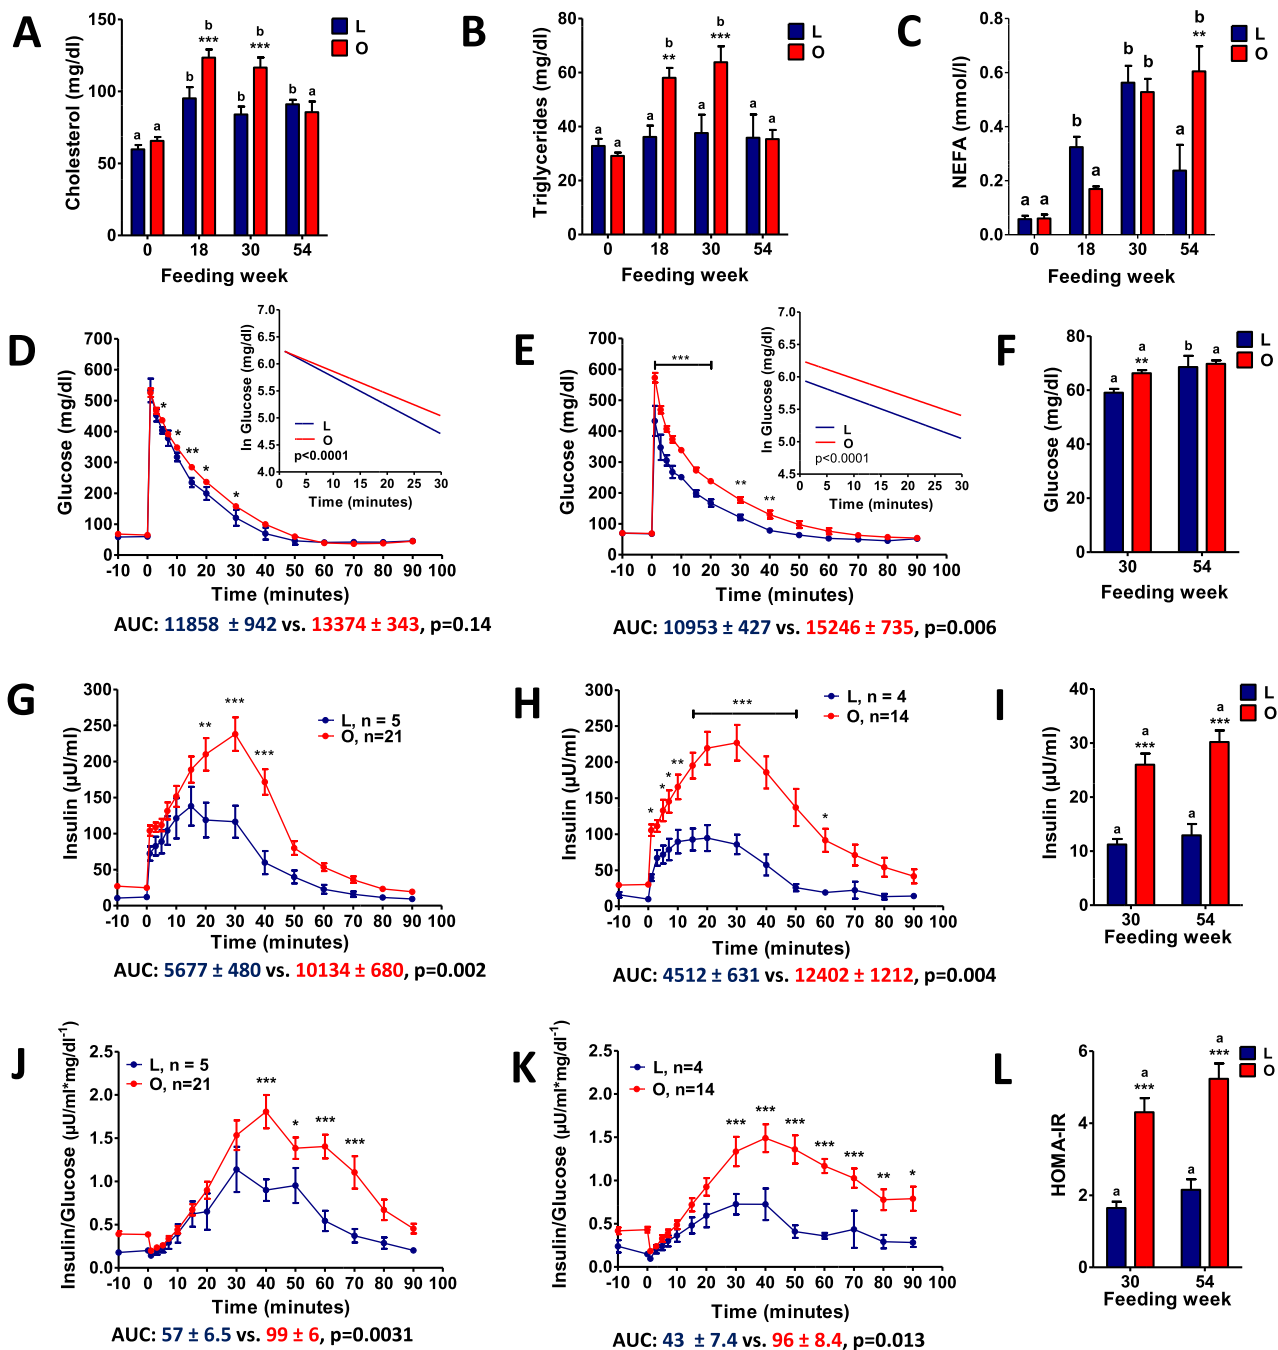 A
Cholesterol (mg/dl)
150
100
50
0
a a b b *** b b *** b a
0 18 30 54
Feeding week
L
O
B
Triglycerides (mg/dl)
80
60
40
20
0
a a a b ** a b *** a a
0 18 30 54
Feeding week
L
O
C
NEFA (mmol/l)
0.8
0.6
0.4
0.2
0.0
a a b a b b a b **
0 18 30 54
Feeding week
L
O
D
Glucose (mg/dl)
700
600
500
400
300
200
100
0
* * ** * *
-10 0 10 20 30 40 50 60 70 80 90 100
Time (minutes)
ln Glucose (mg/dl)
7.0
6.5
6.0
5.5
5.0
4.5
4.0
L
O
p<0.0001
0 10 20 30
Time (minutes)
AUC: 11858 ± 942 vs. 13374 ± 343, p=0.14
E
Glucose (mg/dl)
700
600
500
400
300
200
100
0
*** ** **
-10 0 10 20 30 40 50 60 70 80 90 100
Time (minutes)
ln Glucose (mg/dl)
7.0
6.5
6.0
5.5
5.0
4.5
L
O
p<0.0001
0 10 20 30
Time (minutes)
AUC: 10953 ± 427 vs. 15246 ± 735, p=0.006
F
Glucose (mg/dl)
80
60
40
20
0
a a ** b a
30 54
Feeding week
L
O
G
Insulin (µU/ml)
300
250
200
150
100
50
0
** *** ***
L, n = 5
O, n=21
-10 0 10 20 30 40 50 60 70 80 90 100
Time (minutes)
AUC: 5677 ± 480 vs. 10134 ± 680, p=0.002
H
Insulin (µU/ml)
300
250
200
150
100
50
0
* * * ** *** *
L, n = 4
O, n=14
-10 0 10 20 30 40 50 60 70 80 90 100
Time (minutes)
AUC: 4512 ± 631 vs. 12402 ± 1212, p=0.004
I
Insulin (µU/ml)
40
30
20
10
0
a a *** a a ***
30 54
Feeding week
L
O
J
Insulin/Glucose (µU/ml*mg/dl-1)
2.5
2.0
1.5
1.0
0.5
0.0
L, n = 5
O, n=21
*** * *** ***
-10 0 10 20 30 40 50 60 70 80 90 100
Time (minutes)
AUC: 57 ± 6.5 vs. 99 ± 6, p=0.0031
K
Insulin/Glucose (µU/ml*mg/dl-1)
2.5
2.0
1.5
1.0
0.5
0.0
L, n=4
O, n=14
*** *** *** *** *** ** *
-10 0 10 20 30 40 50 60 70 80 90 100
Time (minutes)
AUC: 43 ± 7.4 vs. 96 ± 8.4, p=0.013
L
HOMA-IR
6
4
2
0
a a *** a a ***
30 54
Feeding week
L
O